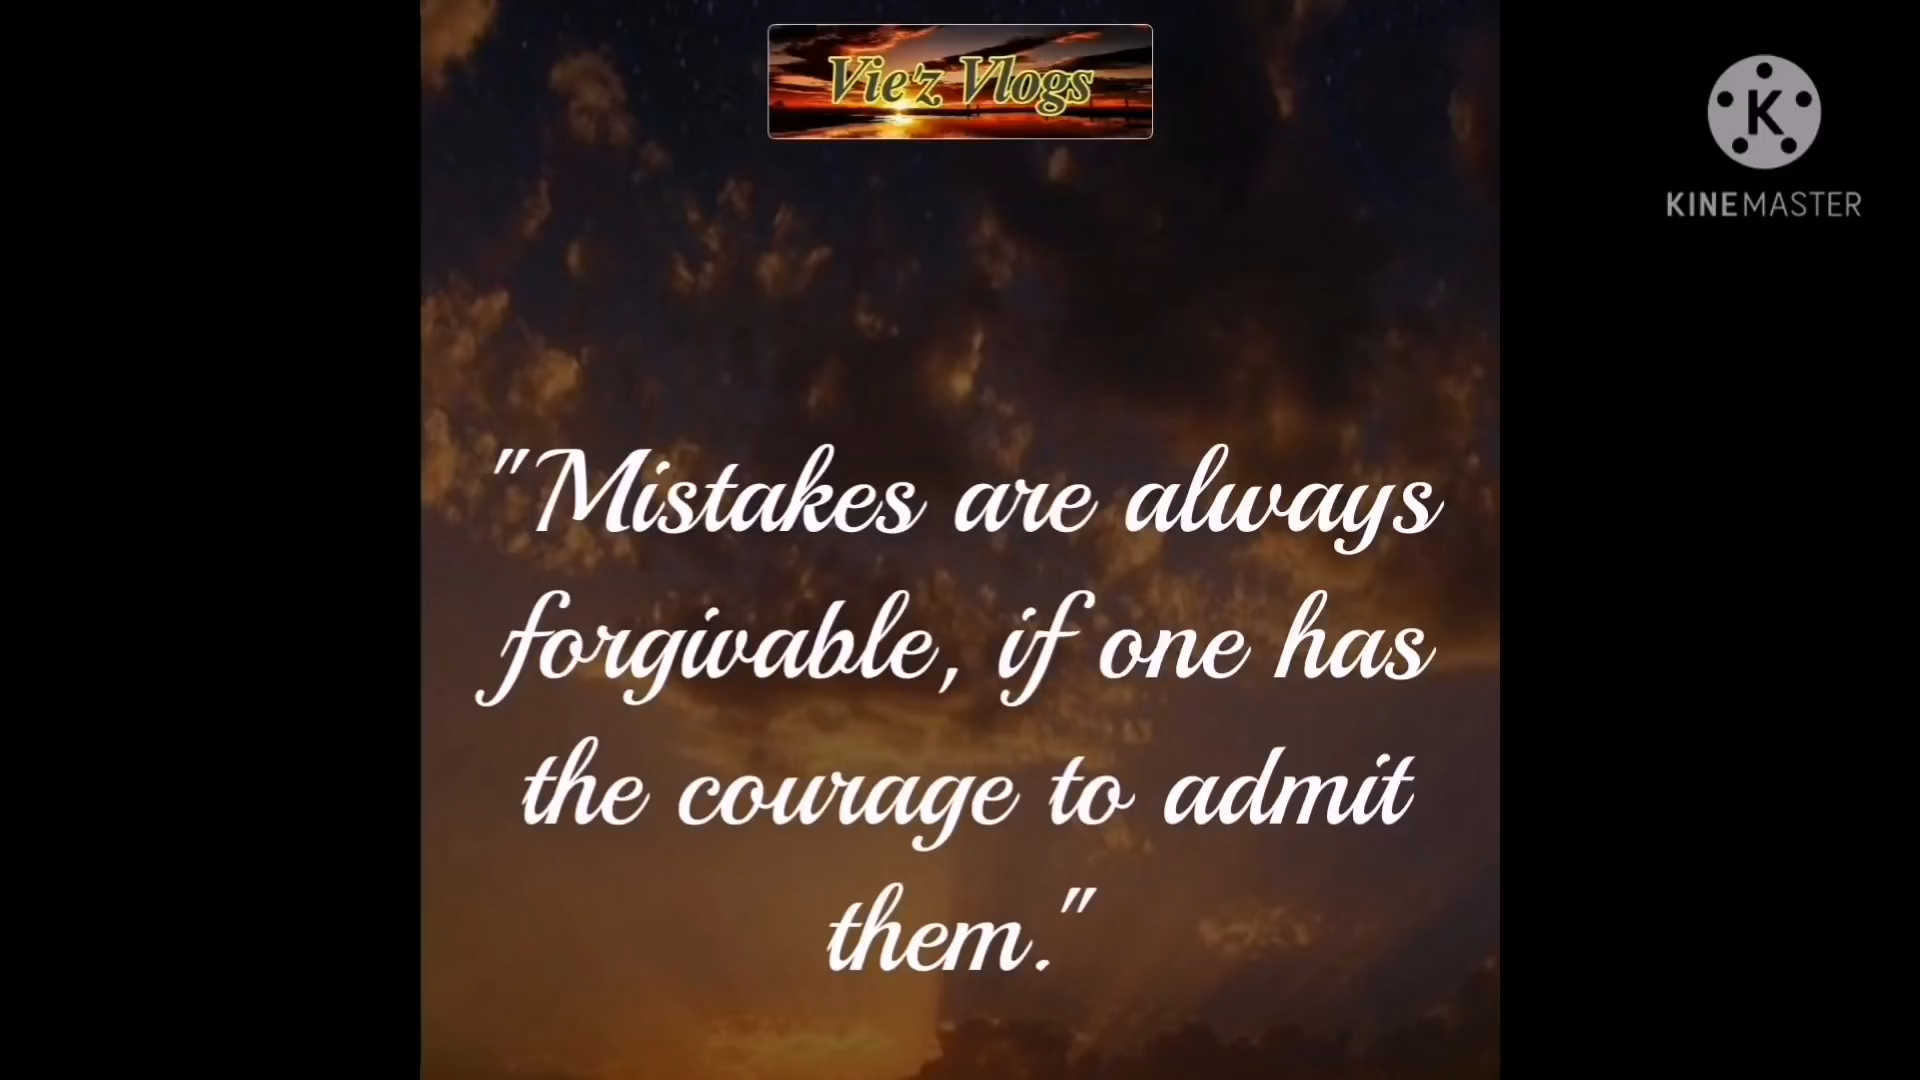 Vie'z Vlogs
K
KINEMASTER
"Mistakes are always
forgivable, if one has
the courage to admit
them."